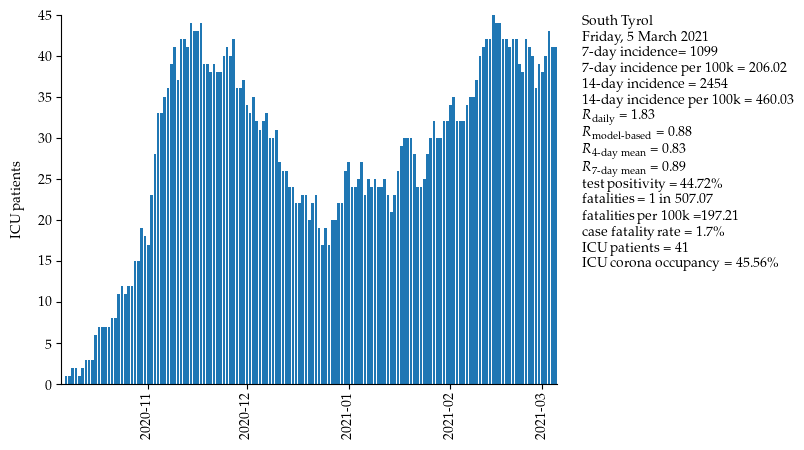 45
40
35
30
25
20
15
10
5
0
ICU patients
2020-11
2020-12
2021-01
2021-02
2021-03
South Tyrol
Friday, 5 March 2021
7-day incidence= 1099
7-day incidence per 100k = 206.02
14-day incidence = 2454
14-day incidence per 100k = 460.03
R daily = 1.83
R model-based = 0.88
R 4-day mean = 0.83
R 7-day mean = 0.89
test positivity = 44.72%
fatalities = 1 in 507.07
fatalities per 100k =197.21
case fatality rate = 1.7%
ICU patients = 41
ICU corona occupancy = 45.56%